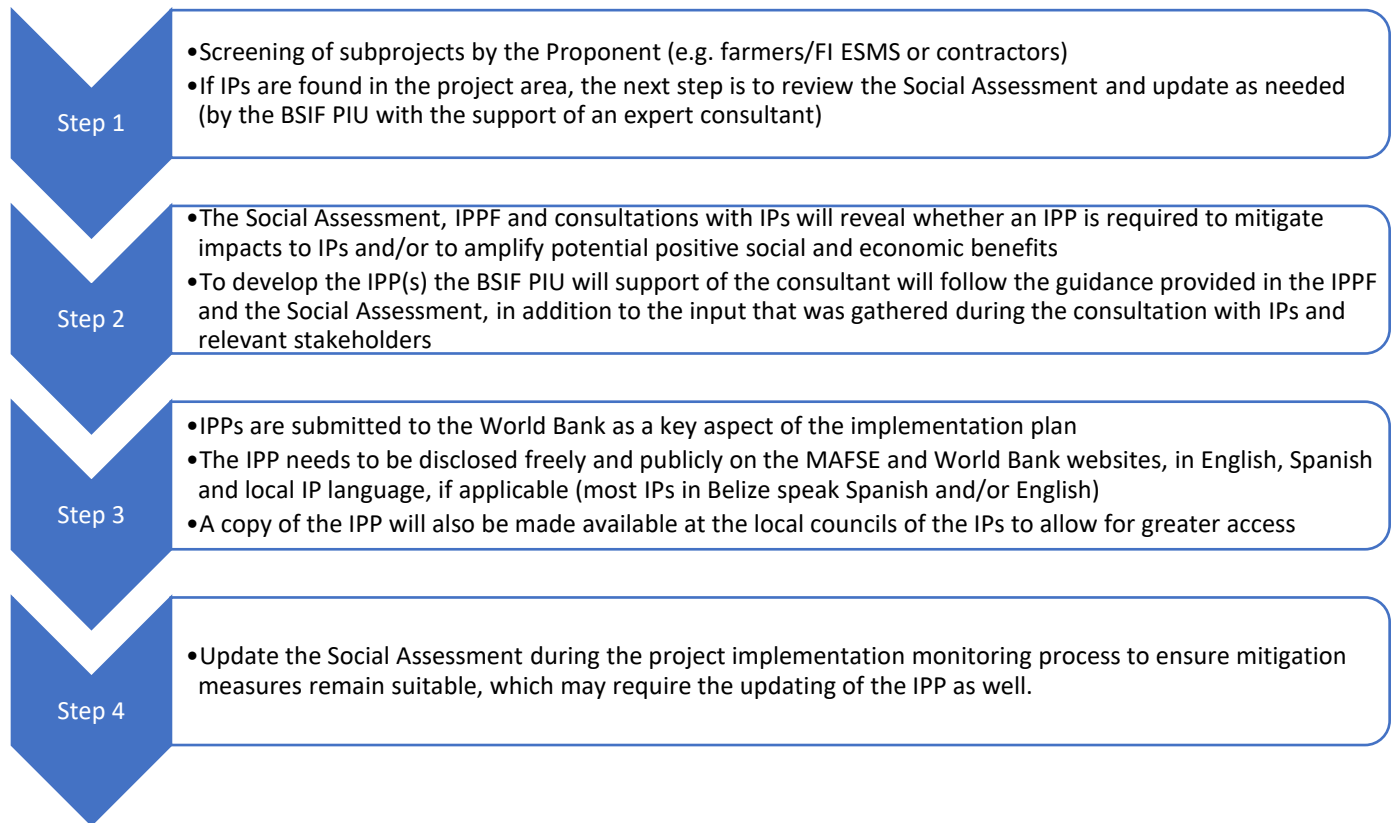 Step 1
•Screening of subprojects by the Proponent (e.g. farmers/FI ESMS or contractors)
•If IPs are found in the project area, the next step is to review the Social Assessment and update as needed
(by the BSIF PIU with the support of an expert consultant)
Step 2
•The Social Assessment, IPPF and consultations with IPs will reveal whether an IPP is required to mitigate
impacts to IPs and/or to amplify potential positive social and economic benefits
•To develop the IPP(s) the BSIF PIU will support of the consultant will follow the guidance provided in the IPPF
and the Social Assessment, in addition to the input that was gathered during the consultation with IPs and
relevant stakeholders
Step 3
•IPPs are submitted to the World Bank as a key aspect of the implementation plan
•The IPP needs to be disclosed freely and publicly on the MAFSE and World Bank websites, in English, Spanish
and local IP language, if applicable (most IPs in Belize speak Spanish and/or English)
•A copy of the IPP will also be made available at the local councils of the IPs to allow for greater access
Step 4
•Update the Social Assessment during the project implementation monitoring process to ensure mitigation
measures remain suitable, which may require the updating of the IPP as well.